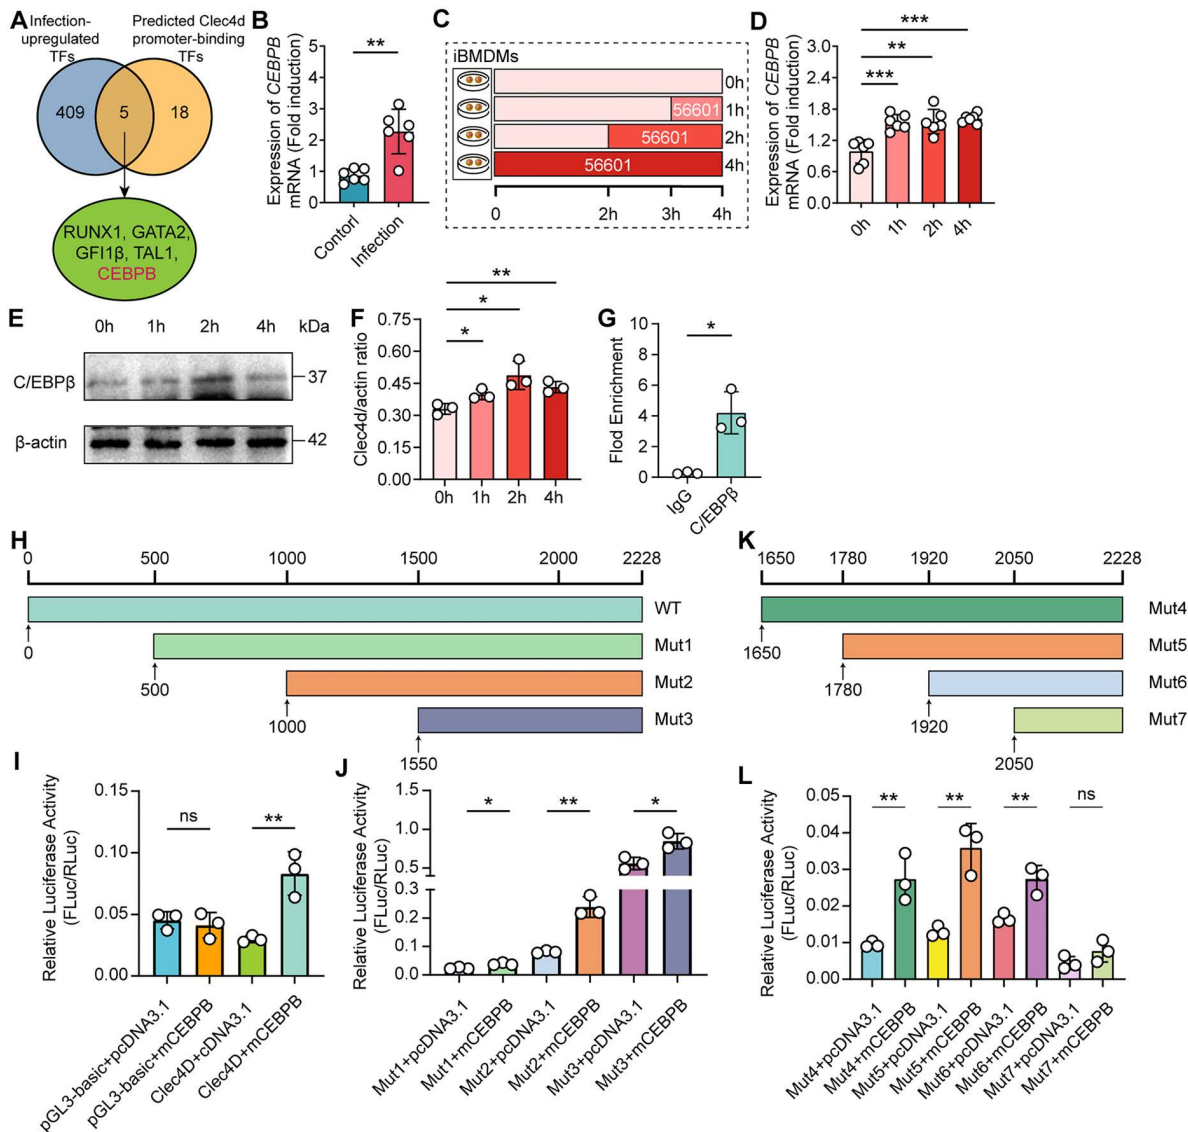 A
Infection-
upregulated
TFs
Predicted Clec4d
promoter-binding
TFs
409
5
18
RUNX1, GATA2,
GFI1β, TAL1,
CEBPB
B
Expression of CEBPB
mRNA (Fold induction)
5
4
3
2
1
0
**
Contorl
Infection
C
iBMDMs
0h
56601
1h
56601
2h
56601
4h
0
2h
3h
4h
D
Expression of CEBPB
mRNA (Fold induction)
3.0
2.4
1.8
1.2
0.6
0.0
***
**
***
0h
1h
2h
4h
E
0h 1h 2h 4h kDa
C/EBPβ
37
β-actin
42
F
Clec4d/actin ratio
0.75
0.60
0.45
0.30
0.15
0.00
**
*
*
0h
1h
2h
4h
G
Flod Enrichment
10
8
6
4
2
0
*
IgG
C/EBPβ
H
0 500 1000 1500 2000 2228
WT
0
Mut1
500
Mut2
1000
Mut3
1550
K
1650 1780 1920 2050 2228
Mut4
1650
Mut5
1780
Mut6
1920
Mut7
2050
I
Relative Luciferase Activity
(FLuc/RLuc)
0.15
0.10
0.05
0.00
ns
**
pGL3-basic+pcDNA3.1
pGL3-basic+mCEBPB
Clec4D+cDNA3.1
Clec4D+mCEBPB
J
Relative Luciferase Activity
(FLuc/RLuc)
1.5
1.0
0.5
0.3
0.2
0.1
0.0
*
**
*
Mut1+pcDNA3.1
Mut1+mCEBPB
Mut2+pcDNA3.1
Mut2+mCEBPB
Mut3+pcDNA3.1
Mut3+mCEBPB
L
Relative Luciferase Activity
(FLuc/RLuc)
0.05
0.04
0.03
0.02
0.01
0.00
**
**
**
ns
Mut4+pcDNA3.1
Mut4+mCEBPB
Mut5+pcDNA3.1
Mut5+mCEBPB
Mut6+pcDNA3.1
Mut6+mCEBPB
Mut7+pcDNA3.1
Mut7+mCEBPB